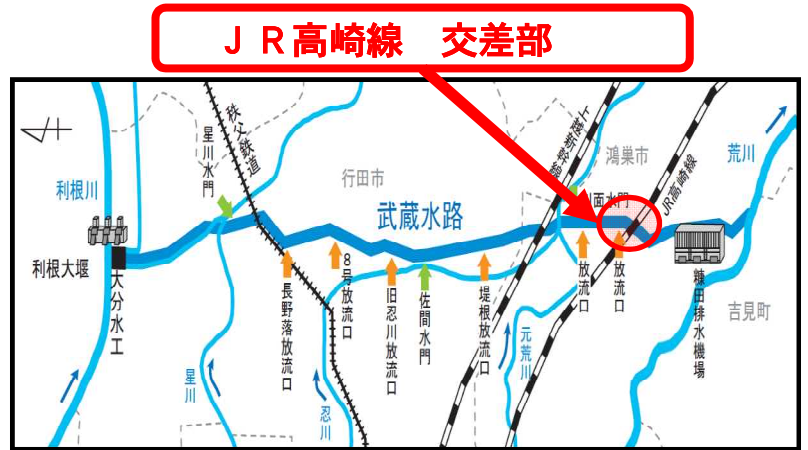 JR高崎線 交差部
秩父鉄道
星川水門
行田市
武蔵水路
上越新幹線
鴻巣市
JR高崎線
荒川
利根川
利根大堰
大分水工
長野落放流口
8号放流口
旧忍川放流口
佐間水門
堤根放流口
放流口
放流口
糠田排水機場
吉見町
星川
忍川
元荒川